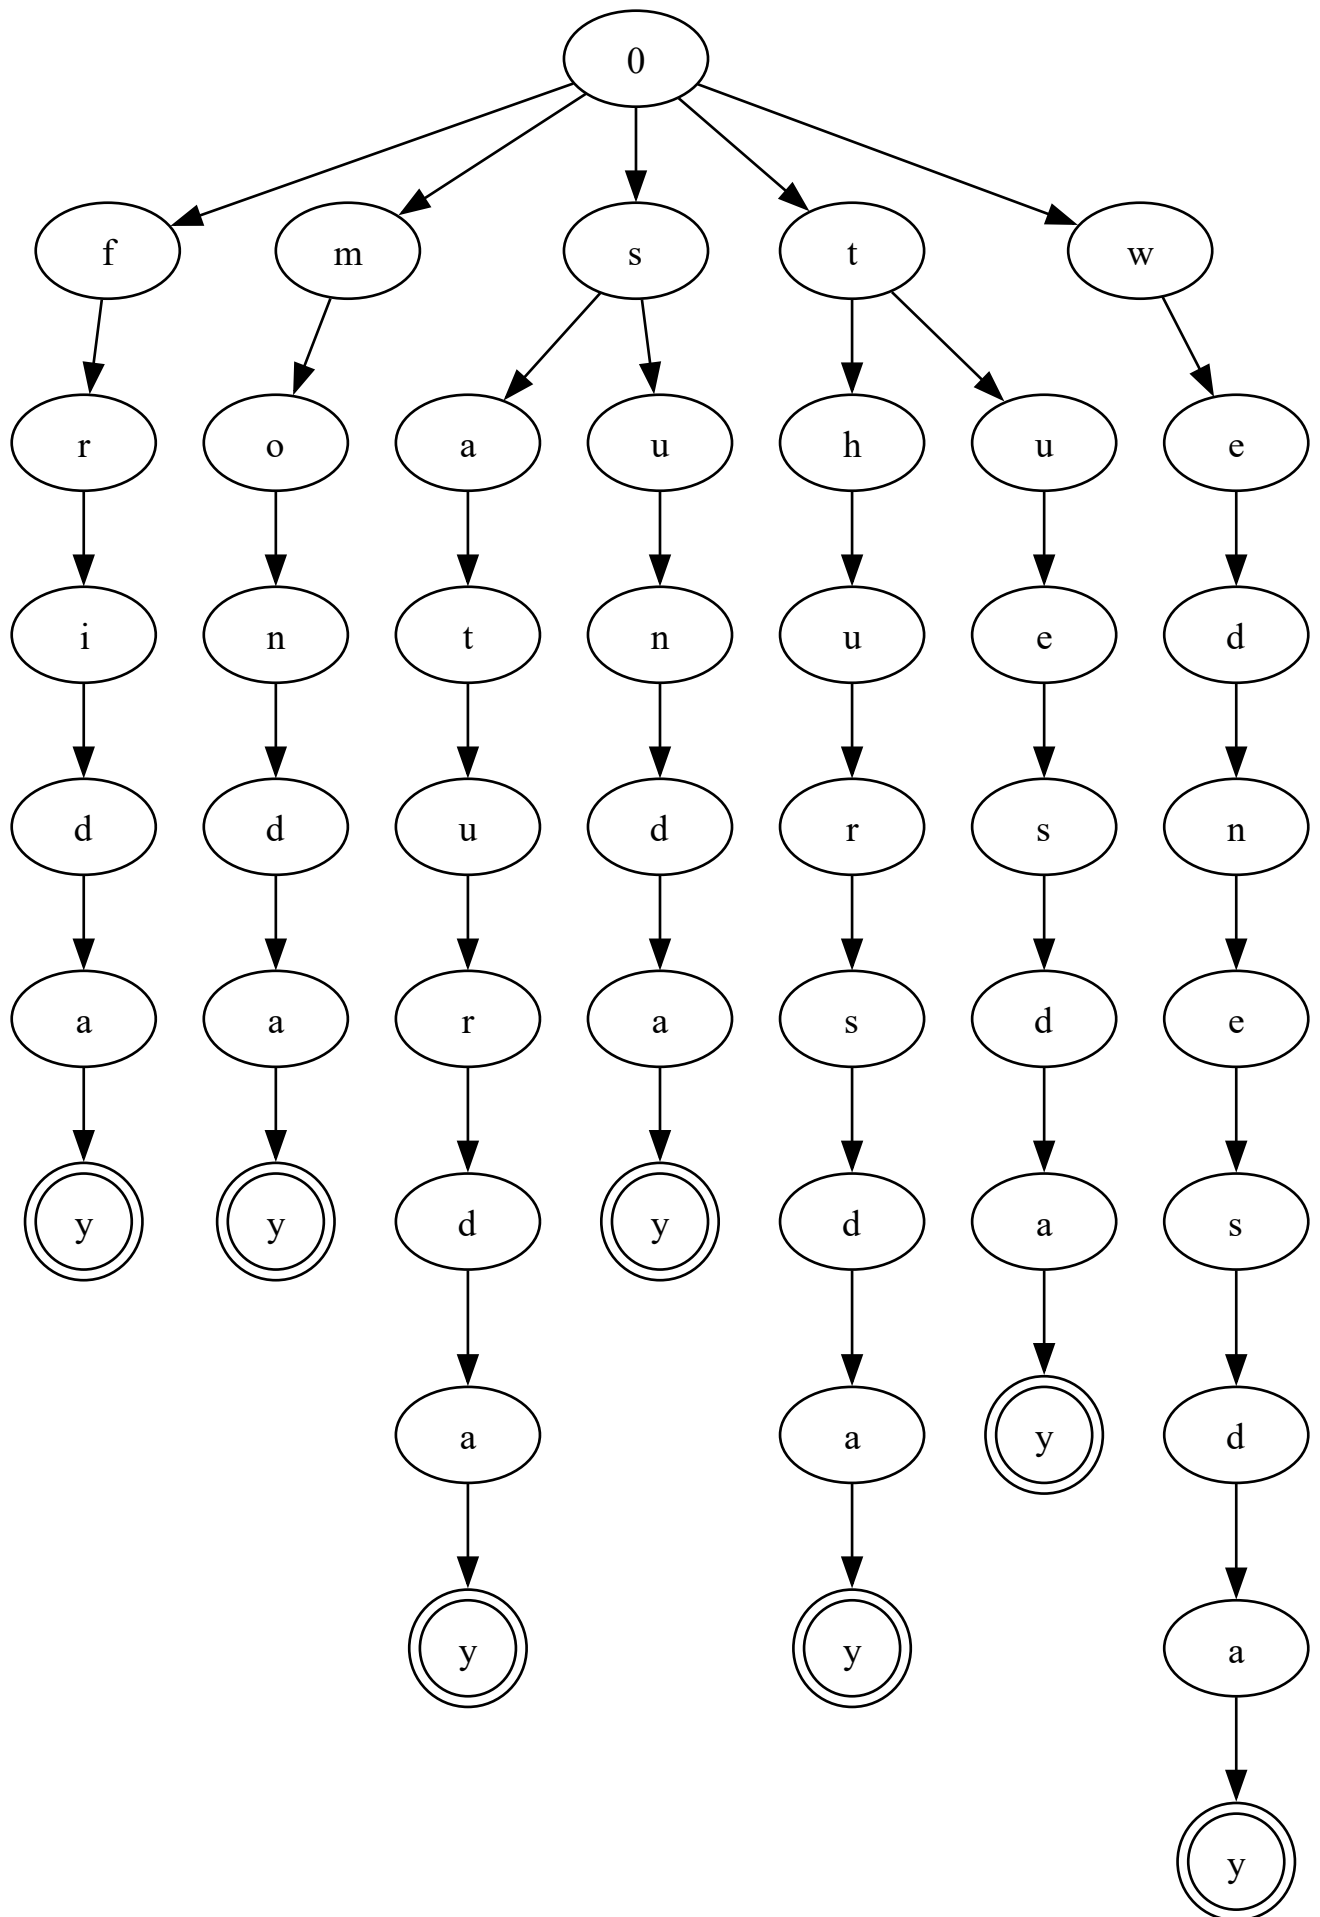 0
f m s t w
r o a u h u e
i n t n u e d
d d u d r s n
a a r a s d e
y y d y d a s
a a y d
y y a
y